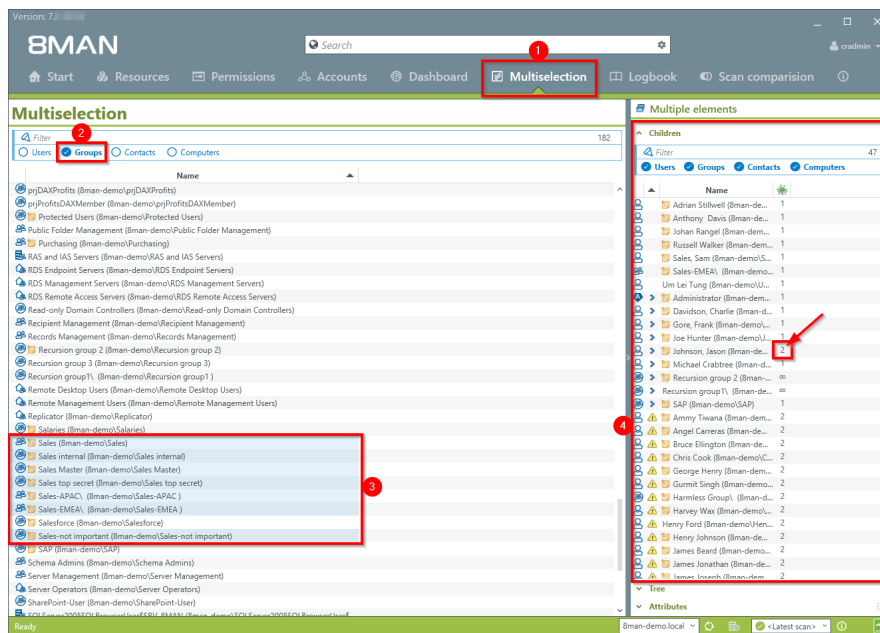 Version: 7.
8MAN
Search
cradmin
1
Start
Resources
Permissions
Accounts
Dashboard
Multiselection
Logbook
Scan comparision
Multiselection
2
Filter
182
Users
Groups
Contacts
Computers
Name
prjDAXProfits (8man-demo\prjDAXProfits)
prjProfitsDAXMember (8man-demo\prjProfitsDAXMember)
Protected Users (8man-demo\Protected Users)
Public Folder Management (8man-demo\Public Folder Management)
Purchasing (8man-demo\Purchasing)
RAS and IAS Servers (8man-demo\RAS and IAS Servers)
RDS Endpoint Servers (8man-demo\RDS Endpoint Servers)
RDS Management Servers (8man-demo\RDS Management Servers)
RDS Remote Access Servers (8man-demo\RDS Remote Access Servers)
Read-only Domain Controllers (8man-demo\Read-only Domain Controllers)
Recipient Management (8man-demo\Recipient Management)
Records Management (8man-demo\Records Management)
Recursion group 2 (8man-demo\Recursion group 2)
Recursion group 3 (8man-demo\Recursion group 3)
Recursion group1\ (8man-demo\Recursion group1 )
Remote Desktop Users (8man-demo\Remote Desktop Users)
Remote Management Users (8man-demo\Remote Management Users)
Replicator (8man-demo\Replicator)
Salaries (8man-demo\Salaries)
Sales (8man-demo\Sales)
Sales internal (8man-demo\Sales internal)
Sales Master (8man-demo\Sales Master)
Sales top secret (8man-demo\Sales top secret)
Sales-APAC\ (8man-demo\Sales-APAC )
Sales-EMEA\ (8man-demo\Sales-EMEA )
Salesforce (8man-demo\Salesforce)
Sales-not important (8man-demo\Sales-not important)
SAP (8man-demo\SAP)
Schema Admins (8man-demo\Schema Admins)
Server Management (8man-demo\Server Management)
Server Operators (8man-demo\Server Operators)
SharePoint-User (8man-demo\SharePoint-User)
3
Multiple elements
Children
Filter
47
Users
Groups
Contacts
Computers
Name
Adrian Stillwell (8man-de... 1
Anthony Davis (8man-de... 1
Johan Rangel (8man-dem... 1
Russell Walker (8man-dem... 1
Sales, Sam (8man-demo\S... 1
Sales-EMEA\ (8man-demo... 1
Um Lei Tung (8man-demo\U... 1
Administrator (8man-dem... 1
Davidson, Charlie (8man-d... 1
Gore, Frank (8man-demo\... 1
Joe Hunter (8man-demo\J... 1
Johnson, Jason (8man-de... 2
Michael Crabtree (8man-de... 1
Recursion group 2 (8man-... ∞
Recursion group1\ (8man-de... ∞
SAP (8man-demo\SAP) 1
4
Ammy Tiwana (8man-dem... 2
Angel Carreras (8man-de... 2
Bruce Ellington (8man-de... 2
Chris Cook (8man-demo\C... 2
George Henry (8man-dem... 2
Gurmit Singh (8man-demo... 2
Harmless Group\ (8man-d... 2
Harvey Wax (8man-demo\... 2
Henry Ford (8man-demo\Hen... 2
Henry Johnson (8man-de... 2
James Beard (8man-demo... 2
James Jonathan (8man-de... 2
James Joseph (8man-dem... 2
Tree
Attributes
Ready
8man-demo.local
<Latest scan>